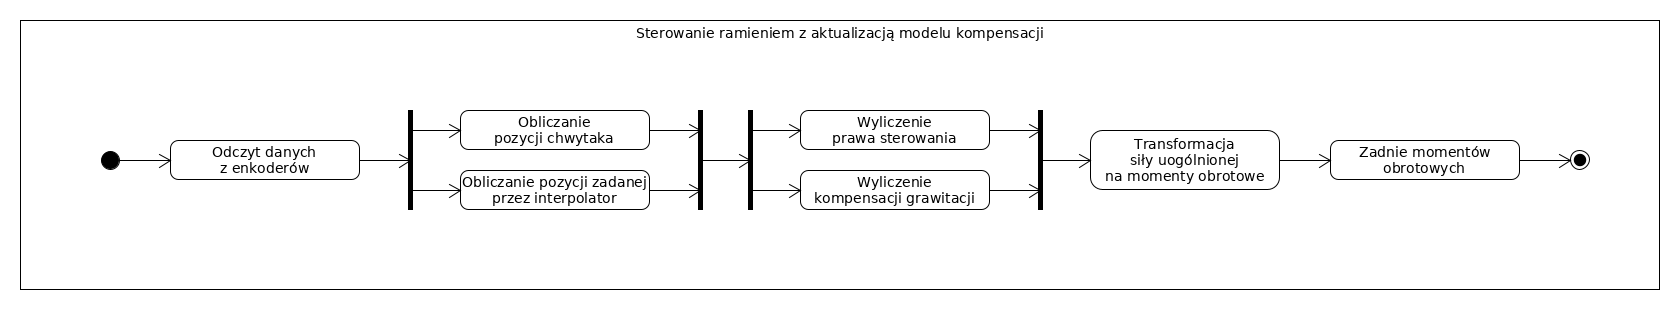 Sterowanie ramieniem z aktualizacją modelu kompensacji
Odczyt danych
z enkoderów
Obliczanie
pozycji chwytaka
Obliczanie pozycji zadanej
przez interpolator
Wyliczenie
prawa sterowania
Wyliczenie
kompensacji grawitacji
Transformacja
siły uogólnionej
na momenty obrotowe
Zadnie momentów
obrotowych